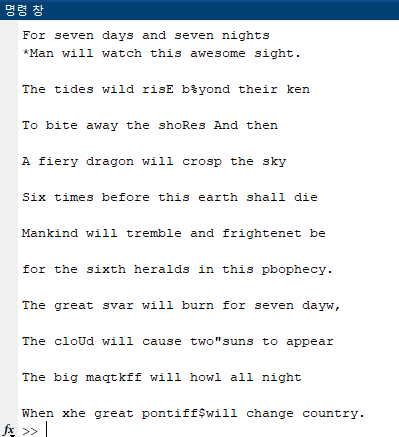 명령 창
For seven days and seven nights
*Man will watch this awesome sight.
The tides wild risE b%yond their ken
To bite away the shoRes And then
A fiery dragon will crosp the sky
Six times before this earth shall die
Mankind will tremble and frightenet be
for the sixth heralds in this pbophecy.
The great svar will burn for seven dayw,
The cloUd will cause two"suns to appear
The big maqtkff will howl all night
When xhe great pontiff$will change country.
fx >>